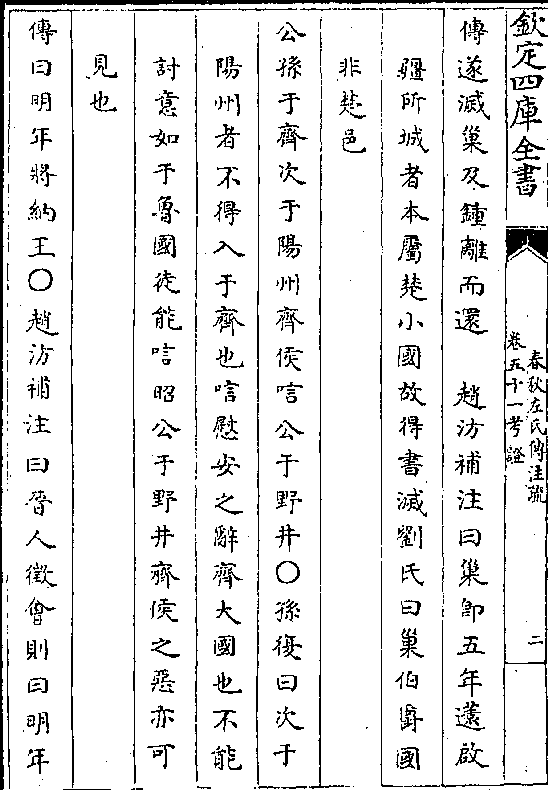 欽定四庫全書
春秋左氏傳注疏
卷五十一考證
二
傳遂滅巢及鍾離而還　趙汸補注曰巢卽五年薳啟
疆所城者本屬楚小國故得書滅劉氏曰巢伯爵國
非楚邑
公孫于齊次于陽州齊侯唁公于野井〇孫復曰次于
陽州者不得入于齊也唁慰安之辭齊大國也不能
討意如于魯國徒能唁昭公于野井齊侯之惡亦可
見也
傳曰明年將納王〇趙汸補注曰晉人徵會則曰明年